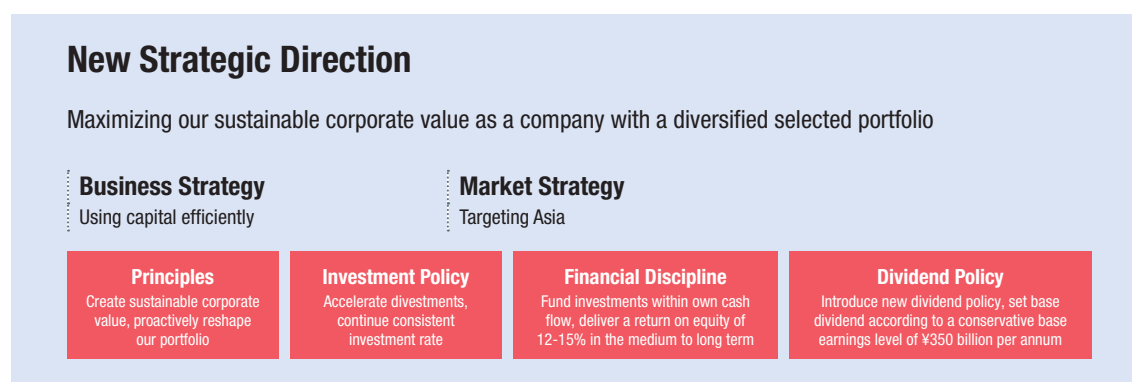 New Strategic Direction
Maximizing our sustainable corporate value as a company with a diversified selected portfolio
Business Strategy
Using capital efficiently
Market Strategy
Targeting Asia
Principles
Create sustainable corporate
value, proactively reshape
our portfolio
Investment Policy
Accelerate divestments,
continue consistent
investment rate
Financial Discipline
Fund investments within own cash
flow, deliver a return on equity of
12-15% in the medium to long term
Dividend Policy
Introduce new dividend policy, set base
dividend according to a conservative base
earnings level of ¥350 billion per annum